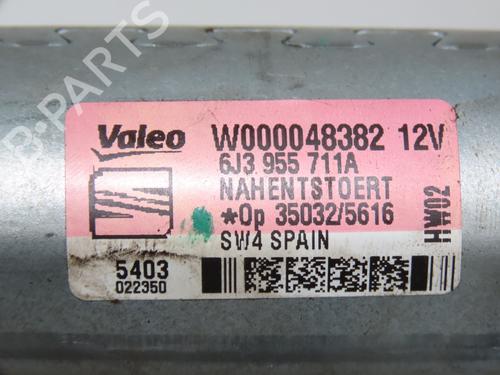 B-PARTS
Valeo W000048382 12V
6J3 955 711A
NAHENTSTOERT
*Op 35032/5616
SW4 SPAIN
HW02
5403
022350